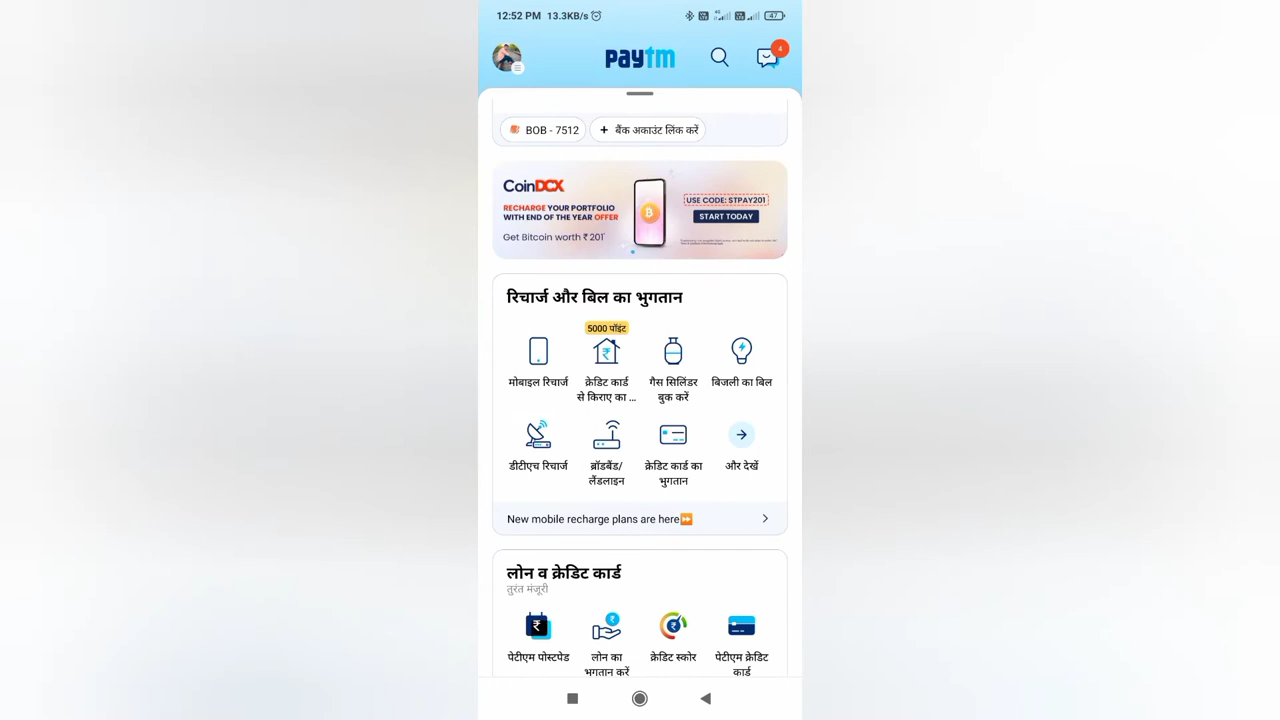 12:52 PM 13.3KB/s
4G
47
paytm
4
BOB - 7512
+ बैंक अकाउंट लिंक करें
CoinDCX
RECHARGE YOUR PORTFOLIO
WITH END OF THE YEAR OFFER
Get Bitcoin worth ₹201*
USE CODE: STPAY201
START TODAY
रिचार्ज और बिल का भुगतान
5000 पॉइंट
मोबाइल रिचार्ज
क्रेडिट कार्ड
से किराए का ...
गैस सिलिंडर
बुक करें
बिजली का बिल
डीटीएच रिचार्ज
ब्रॉडबैंड/
लैंडलाइन
क्रेडिट कार्ड का
भुगतान
और देखें
New mobile recharge plans are here⏩
लोन व क्रेडिट कार्ड
तुरंत मंजूरी
पेटीएम पोस्टपेड
लोन का
भुगतान करें
क्रेडिट स्कोर
पेटीएम क्रेडिट
कार्ड